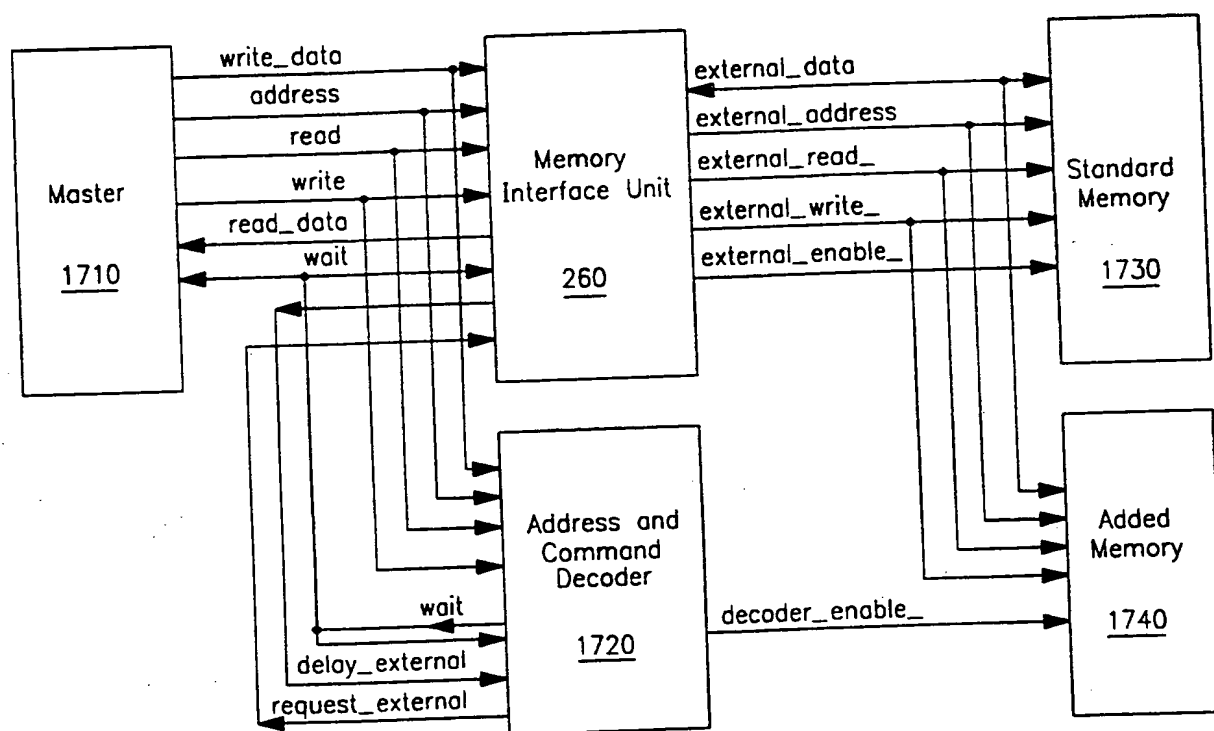 write_data
address
read
write
read_data
wait
Master
1710
Memory
Interface Unit
260
external_data
external_address
external_read_
external_write_
external_enable_
Standard
Memory
1730
Address and
Command
Decoder
1720
wait
delay_external
request_external
decoder_enable_
Added
Memory
1740